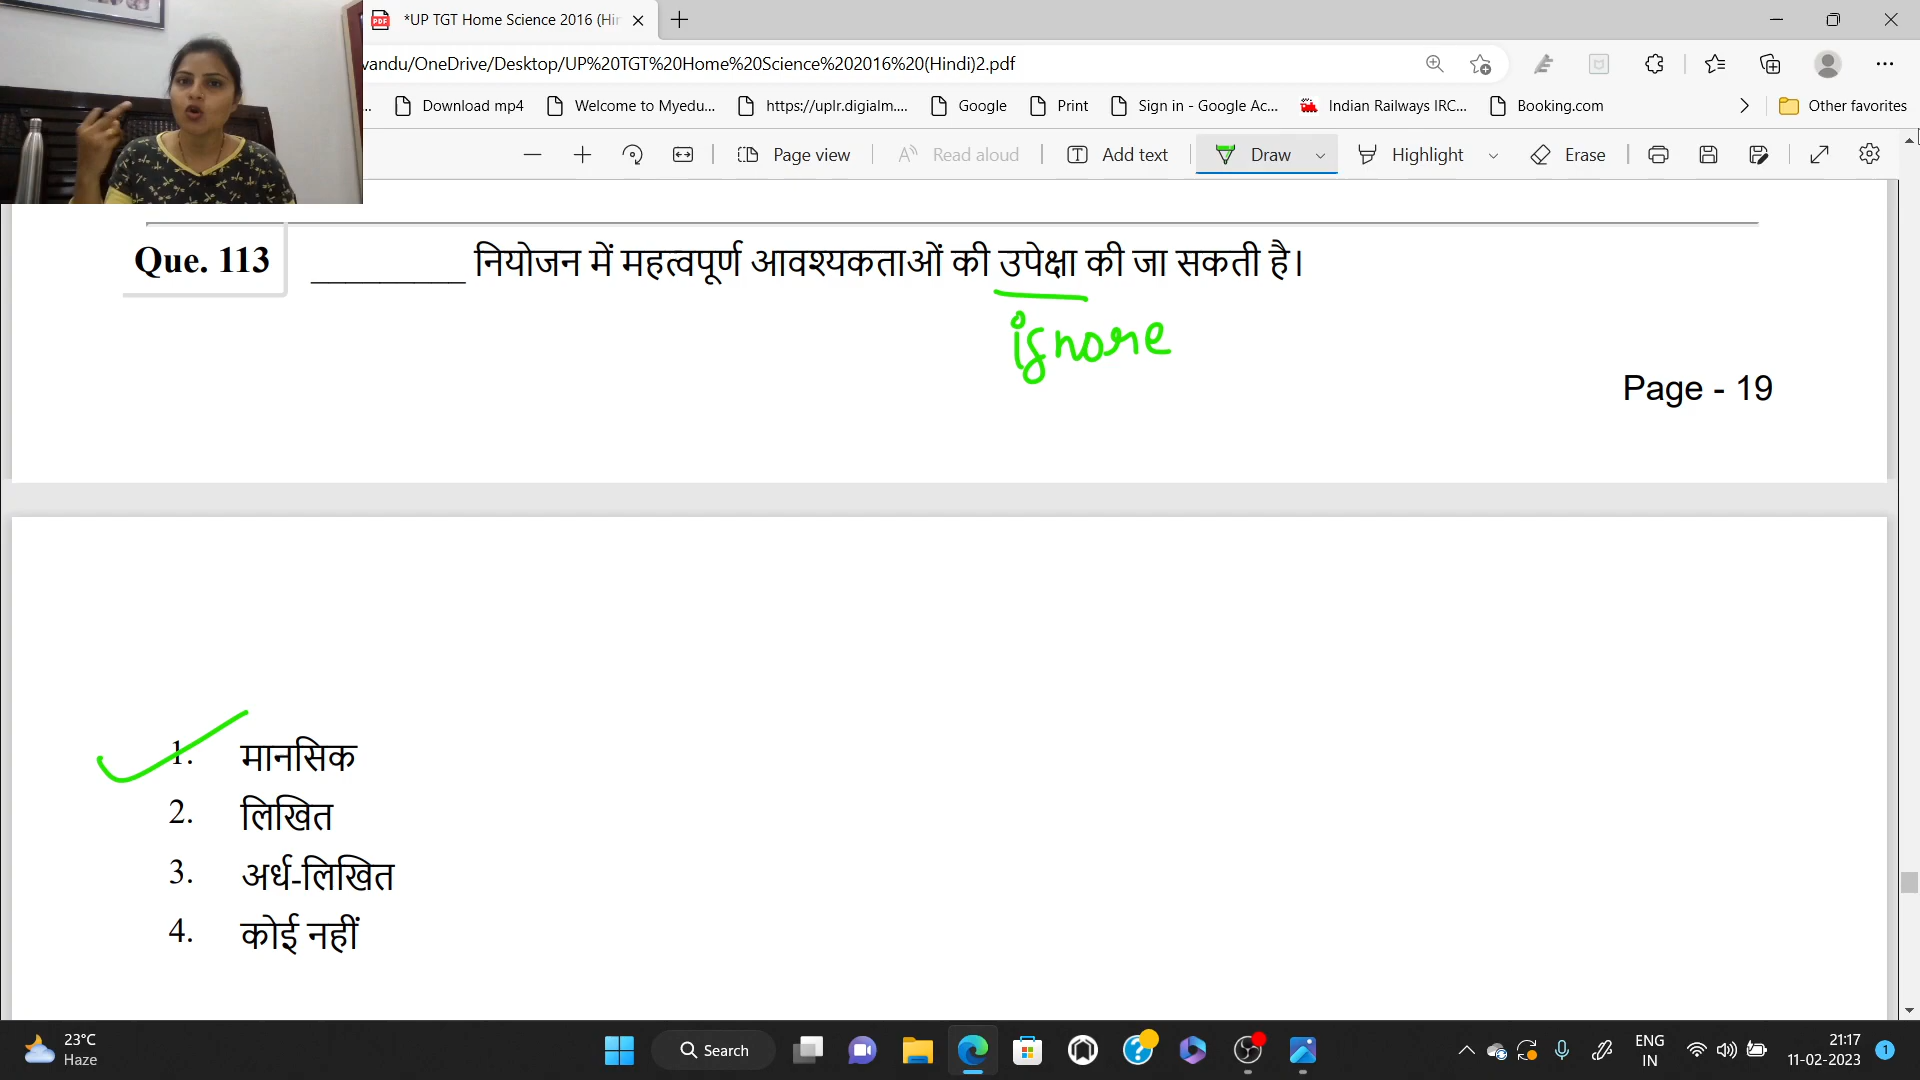 *UP TGT Home Science 2016 (Hin
vandu/OneDrive/Desktop/UP%20TGT%20Home%20Science%202016%20(Hindi)2.pdf
... Download mp4 Welcome to Myedu... https://uplr.digialm.... Google Print Sign in - Google Ac... Indian Railways IRC... Booking.com Other favorites
Page view Read aloud Add text Draw Highlight Erase
Que. 113 _________ नियोजन में महत्वपूर्ण आवश्यकताओं की उपेक्षा की जा सकती है।
ignore
Page - 19
1. मानसिक
2. लिखित
3. अर्ध-लिखित
4. कोई नहीं
23°C
Haze
Search
ENG
IN
21:17
11-02-2023
1